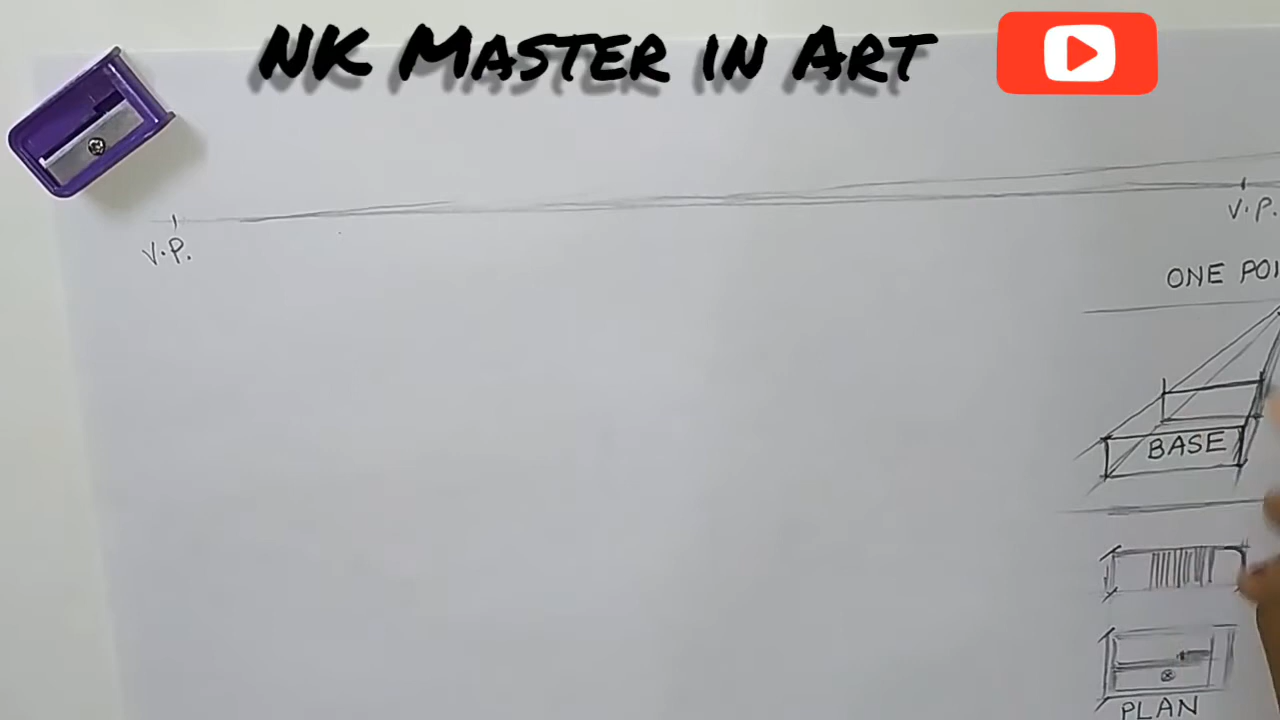 NK Master in Art
V.P.
V.P.
ONE POI
BASE
PLAN